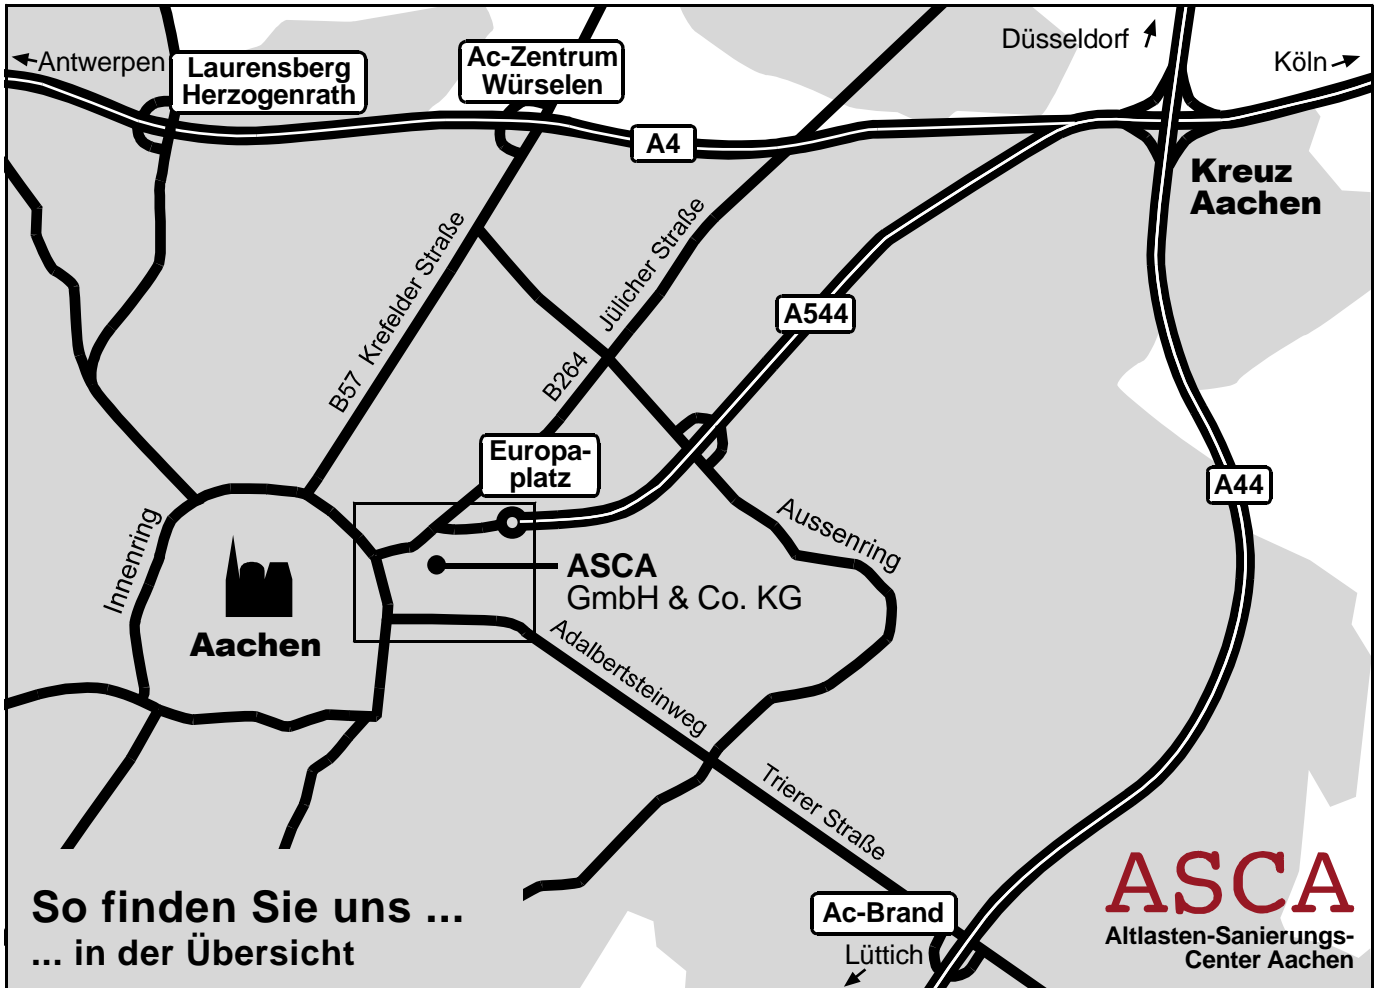 Düsseldorf
Antwerpen
Köln
Laurensberg
Herzogenrath
Ac-Zentrum
Würselen
A4
Kreuz
Aachen
B57 Krefelder Straße
B264 Jülicher Straße
A544
Europa-
platz
A44
Innenring
Aussenring
ASCA
GmbH & Co. KG
Aachen
Adalbertsteinweg
Trierer Straße
So finden Sie uns ...
... in der Übersicht
Ac-Brand
Lüttich
ASCA
Altlasten-Sanierungs-
Center Aachen